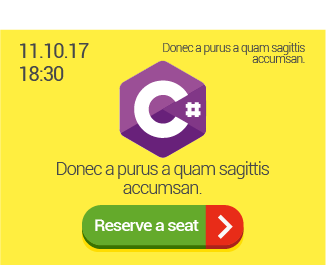 11.10.17
18:30
Donec a purus a quam sagittis
accumsan.
C#
Donec a purus a quam sagittis
accumsan.
Reserve a seat